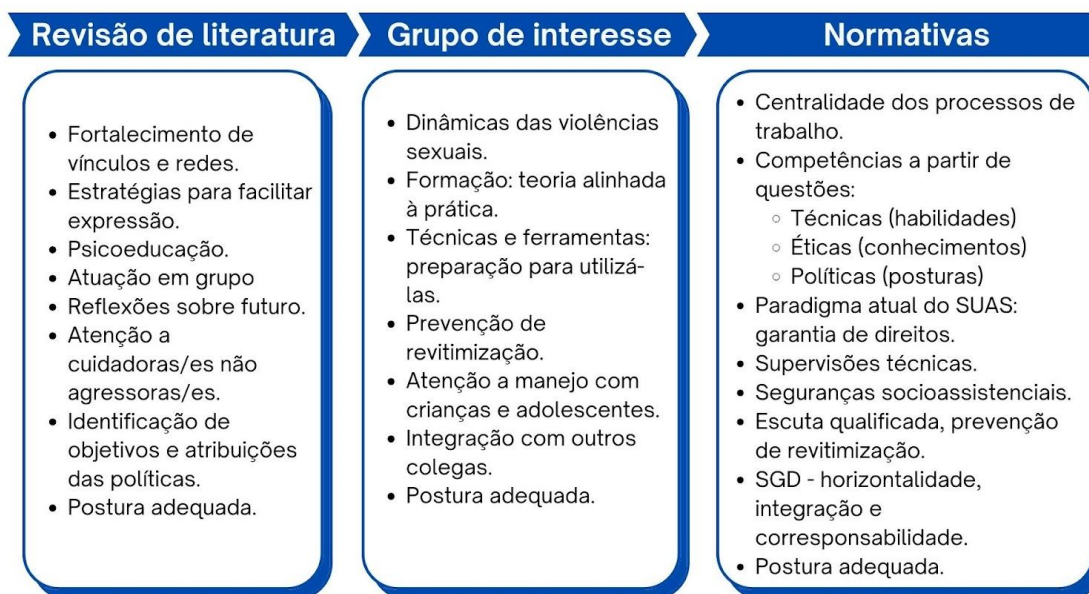 Revisão de literatura
Grupo de interesse
Normativas
• Fortalecimento de
vínculos e redes.
• Estratégias para facilitar
expressão.
• Psicoeducação.
• Atuação em grupo
• Reflexões sobre futuro.
• Atenção a
cuidadoras/es não
agressoras/es.
• Identificação de
objetivos e atribuições
das políticas.
• Postura adequada.
• Dinâmicas das violências
sexuais.
• Formação: teoria alinhada
à prática.
• Técnicas e ferramentas:
preparação para utilizá-
las.
• Prevenção de
revitimização.
• Atenção a manejo com
crianças e adolescentes.
• Integração com outros
colegas.
• Postura adequada.
• Centralidade dos processos de
trabalho.
• Competências a partir de
questões:
◦ Técnicas (habilidades)
◦ Éticas (conhecimentos)
◦ Políticas (posturas)
• Paradigma atual do SUAS:
garantia de direitos.
• Supervisões técnicas.
• Seguranças socioassistenciais.
• Escuta qualificada, prevenção
de revitimização.
• SGD - horizontalidade,
integração e
corresponsabilidade.
• Postura adequada.